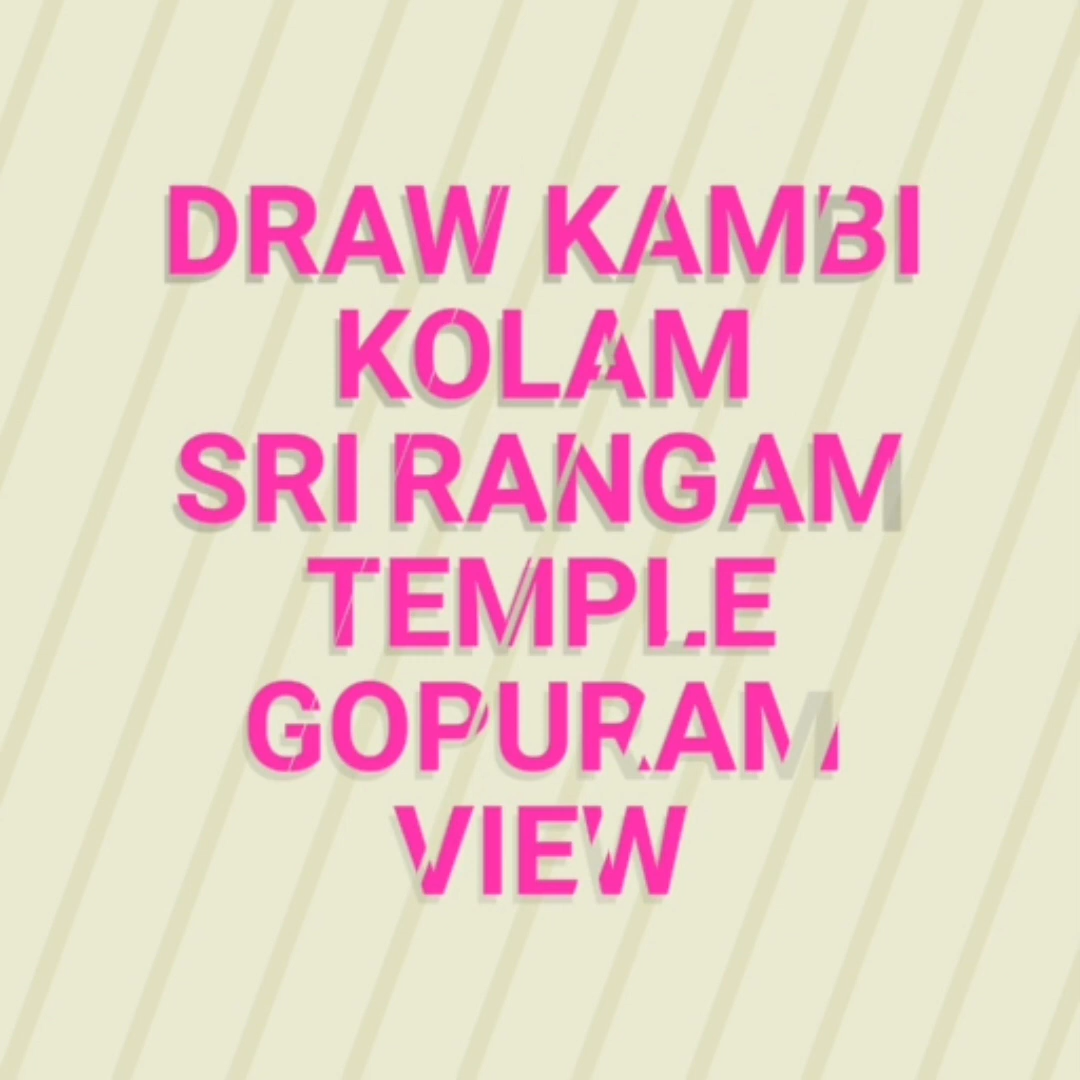 DRAW KAMBI
KOLAM
SRI RANGAM
TEMPLE
GOPURAM
VIEW